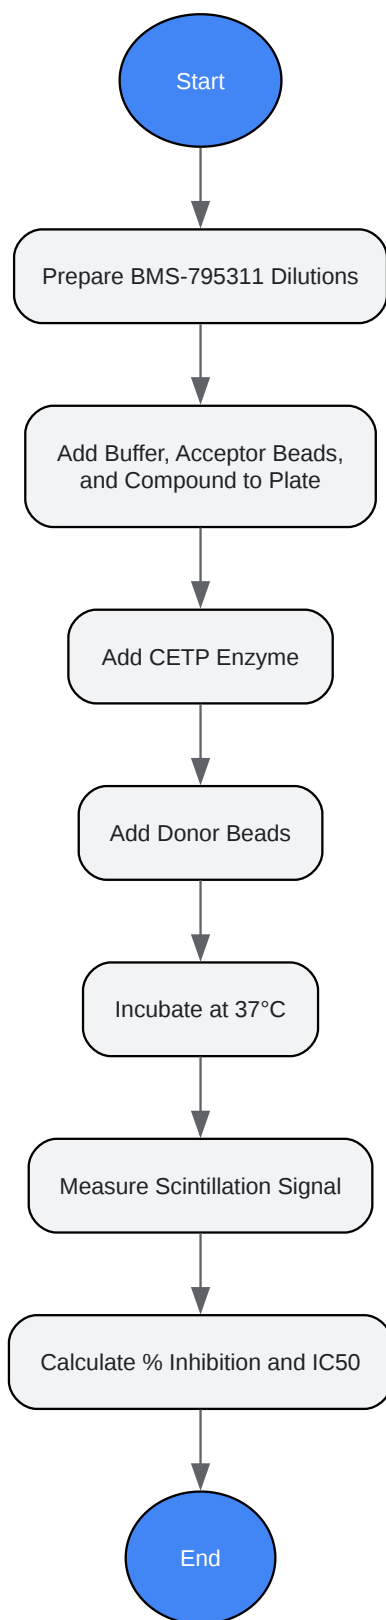 Start
Prepare BMS-795311 Dilutions
Add Buffer, Acceptor Beads,
and Compound to Plate
Add CETP Enzyme
Add Donor Beads
Incubate at 37°C
Measure Scintillation Signal
Calculate % Inhibition and IC50
End